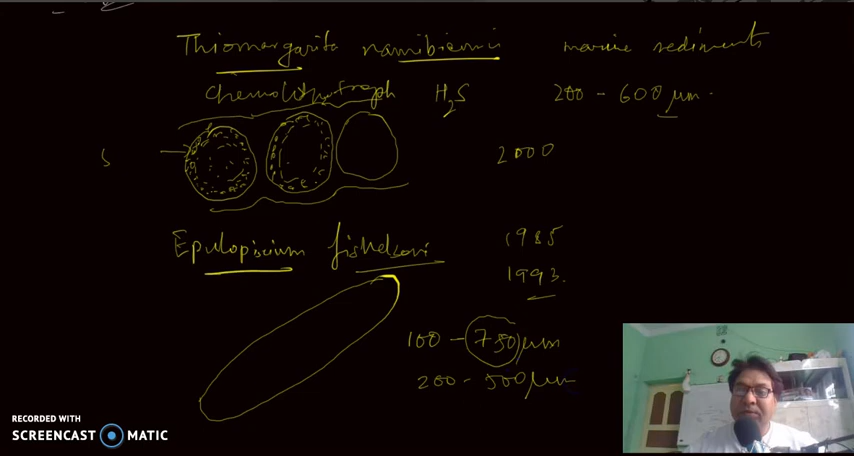 Thiomargarita namibiensis marine sediments
chemolithotroph H2S 200 - 600 µm.
S
2000
Epulopiscium fishelsoni 1985
1993.
100 - 750 µm
200 - 500 µm
RECORDED WITH
SCREENCAST MATIC